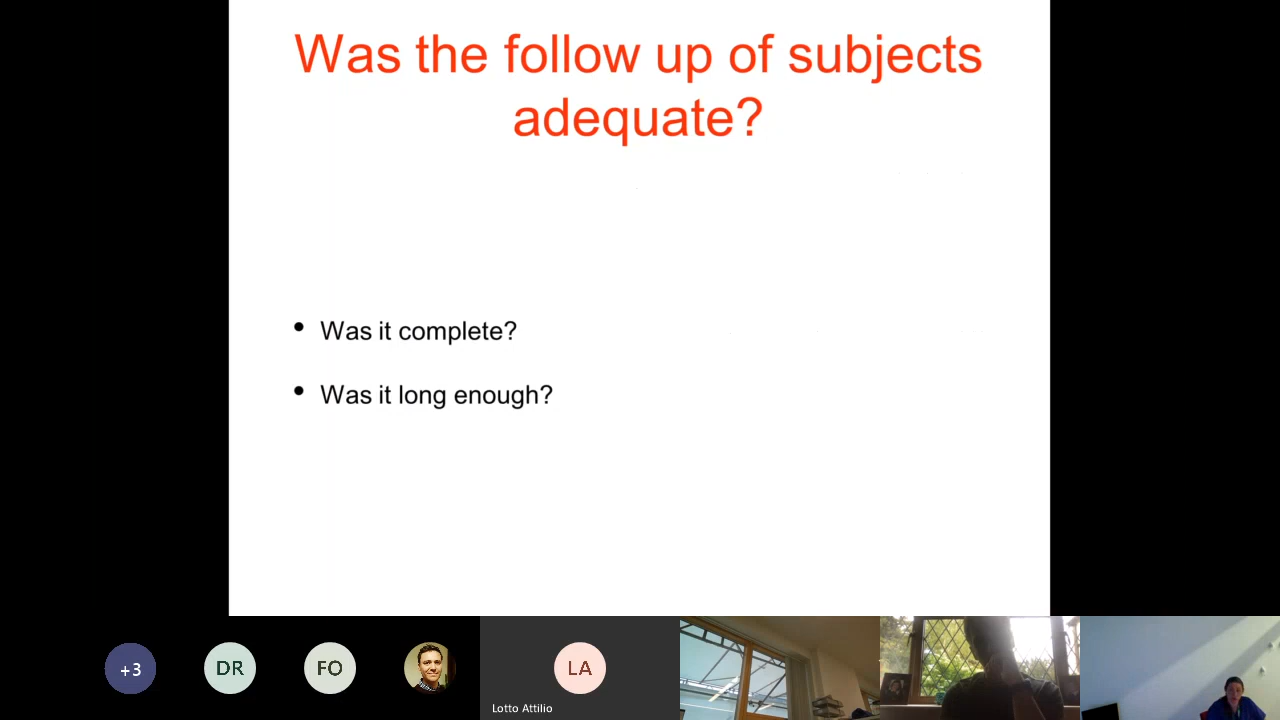 Was the follow up of subjects
adequate?
• Was it complete?
• Was it long enough?
+3
DR
FO
LA
Lotto Attilio